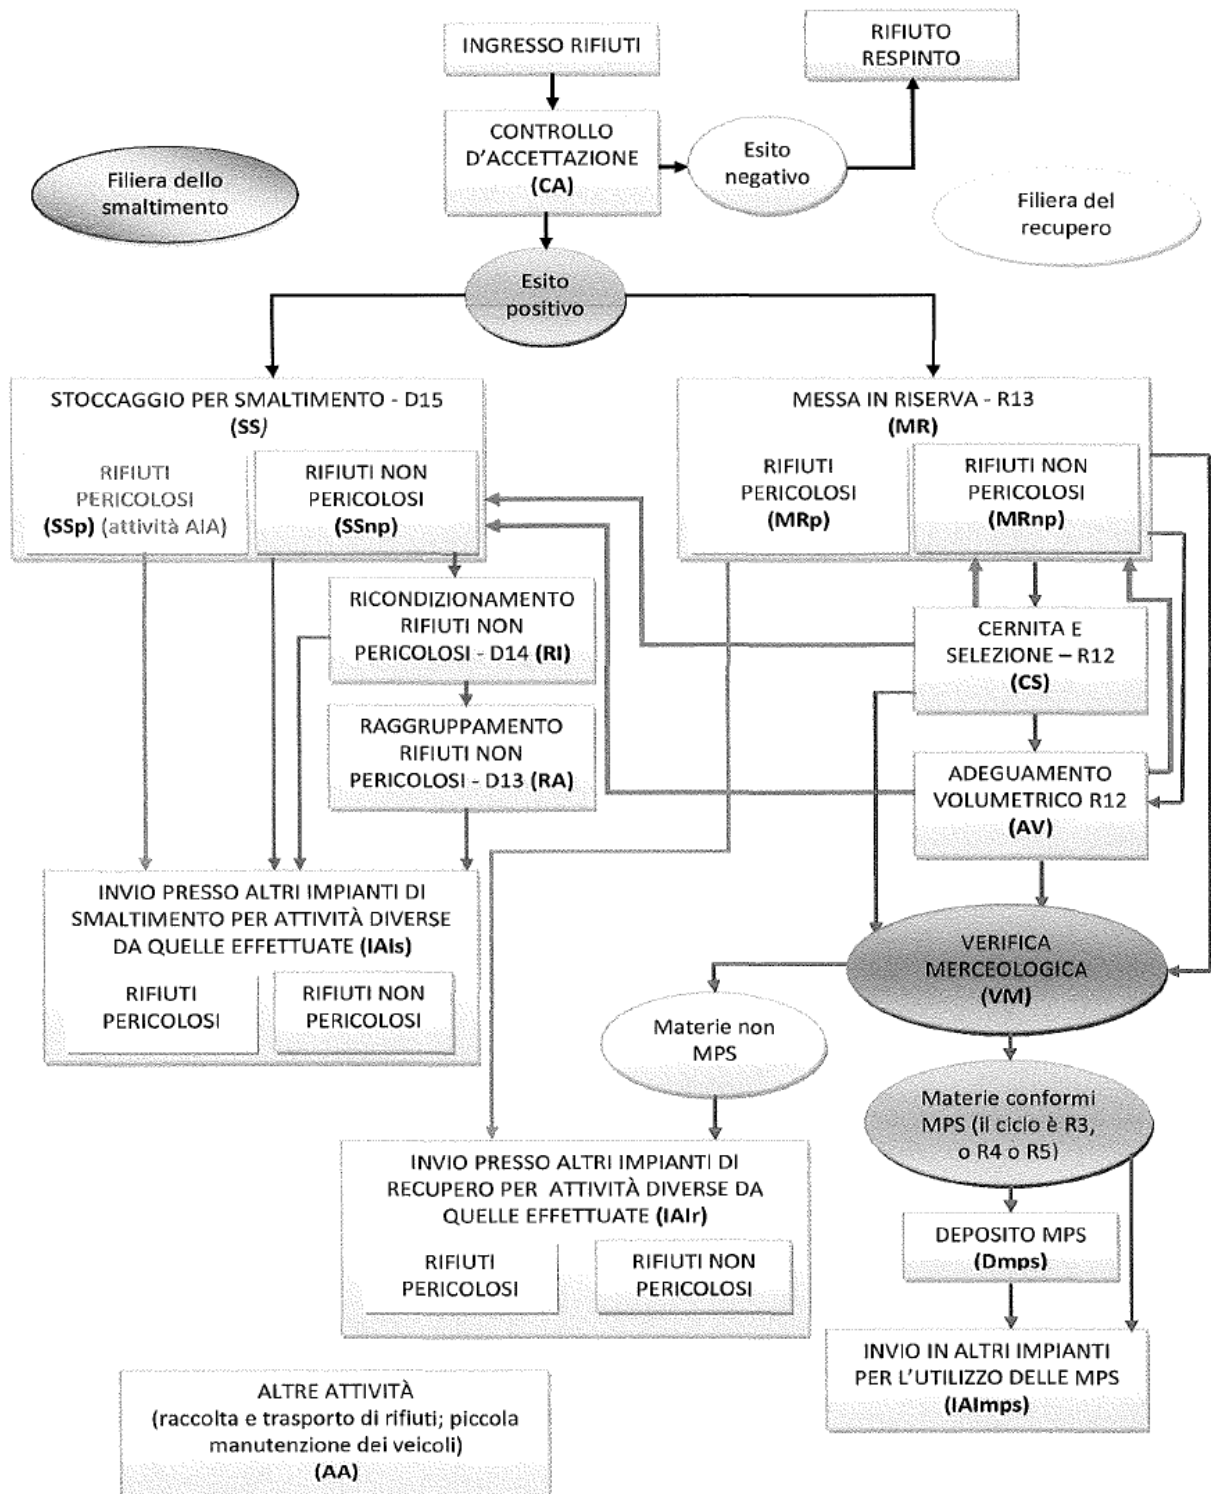 INGRESSO RIFIUTI
RIFIUTO
RESPINTO
CONTROLLO
D'ACCETTAZIONE
(CA)
Esito
negativo
Filiera dello
smaltimento
Filiera del
recupero
Esito
positivo
STOCCAGGIO PER SMALTIMENTO - D15
(SS)
RIFIUTI
PERICOLOSI
(SSp) (attività AIA)
RIFIUTI NON
PERICOLOSI
(SSnp)
MESSA IN RISERVA - R13
(MR)
RIFIUTI
PERICOLOSI
(MRp)
RIFIUTI NON
PERICOLOSI
(MRnp)
RICONDIZIONAMENTO
RIFIUTI NON
PERICOLOSI - D14 (RI)
CERNITA E
SELEZIONE – R12
(CS)
RAGGRUPPAMENTO
RIFIUTI NON
PERICOLOSI - D13 (RA)
ADEGUAMENTO
VOLUMETRICO R12
(AV)
INVIO PRESSO ALTRI IMPIANTI DI
SMALTIMENTO PER ATTIVITÀ DIVERSE
DA QUELLE EFFETTUATE (IAIs)
RIFIUTI
PERICOLOSI
RIFIUTI NON
PERICOLOSI
VERIFICA
MERCEOLOGICA
(VM)
Materie non
MPS
Materie conformi
MPS (il ciclo è R3,
o R4 o R5)
INVIO PRESSO ALTRI IMPIANTI DI
RECUPERO PER ATTIVITÀ DIVERSE DA
QUELLE EFFETTUATE (IAIr)
RIFIUTI
PERICOLOSI
RIFIUTI NON
PERICOLOSI
DEPOSITO MPS
(Dmps)
INVIO IN ALTRI IMPIANTI
PER L'UTILIZZO DELLE MPS
(IAImps)
ALTRE ATTIVITÀ
(raccolta e trasporto di rifiuti; piccola
manutenzione dei veicoli)
(AA)